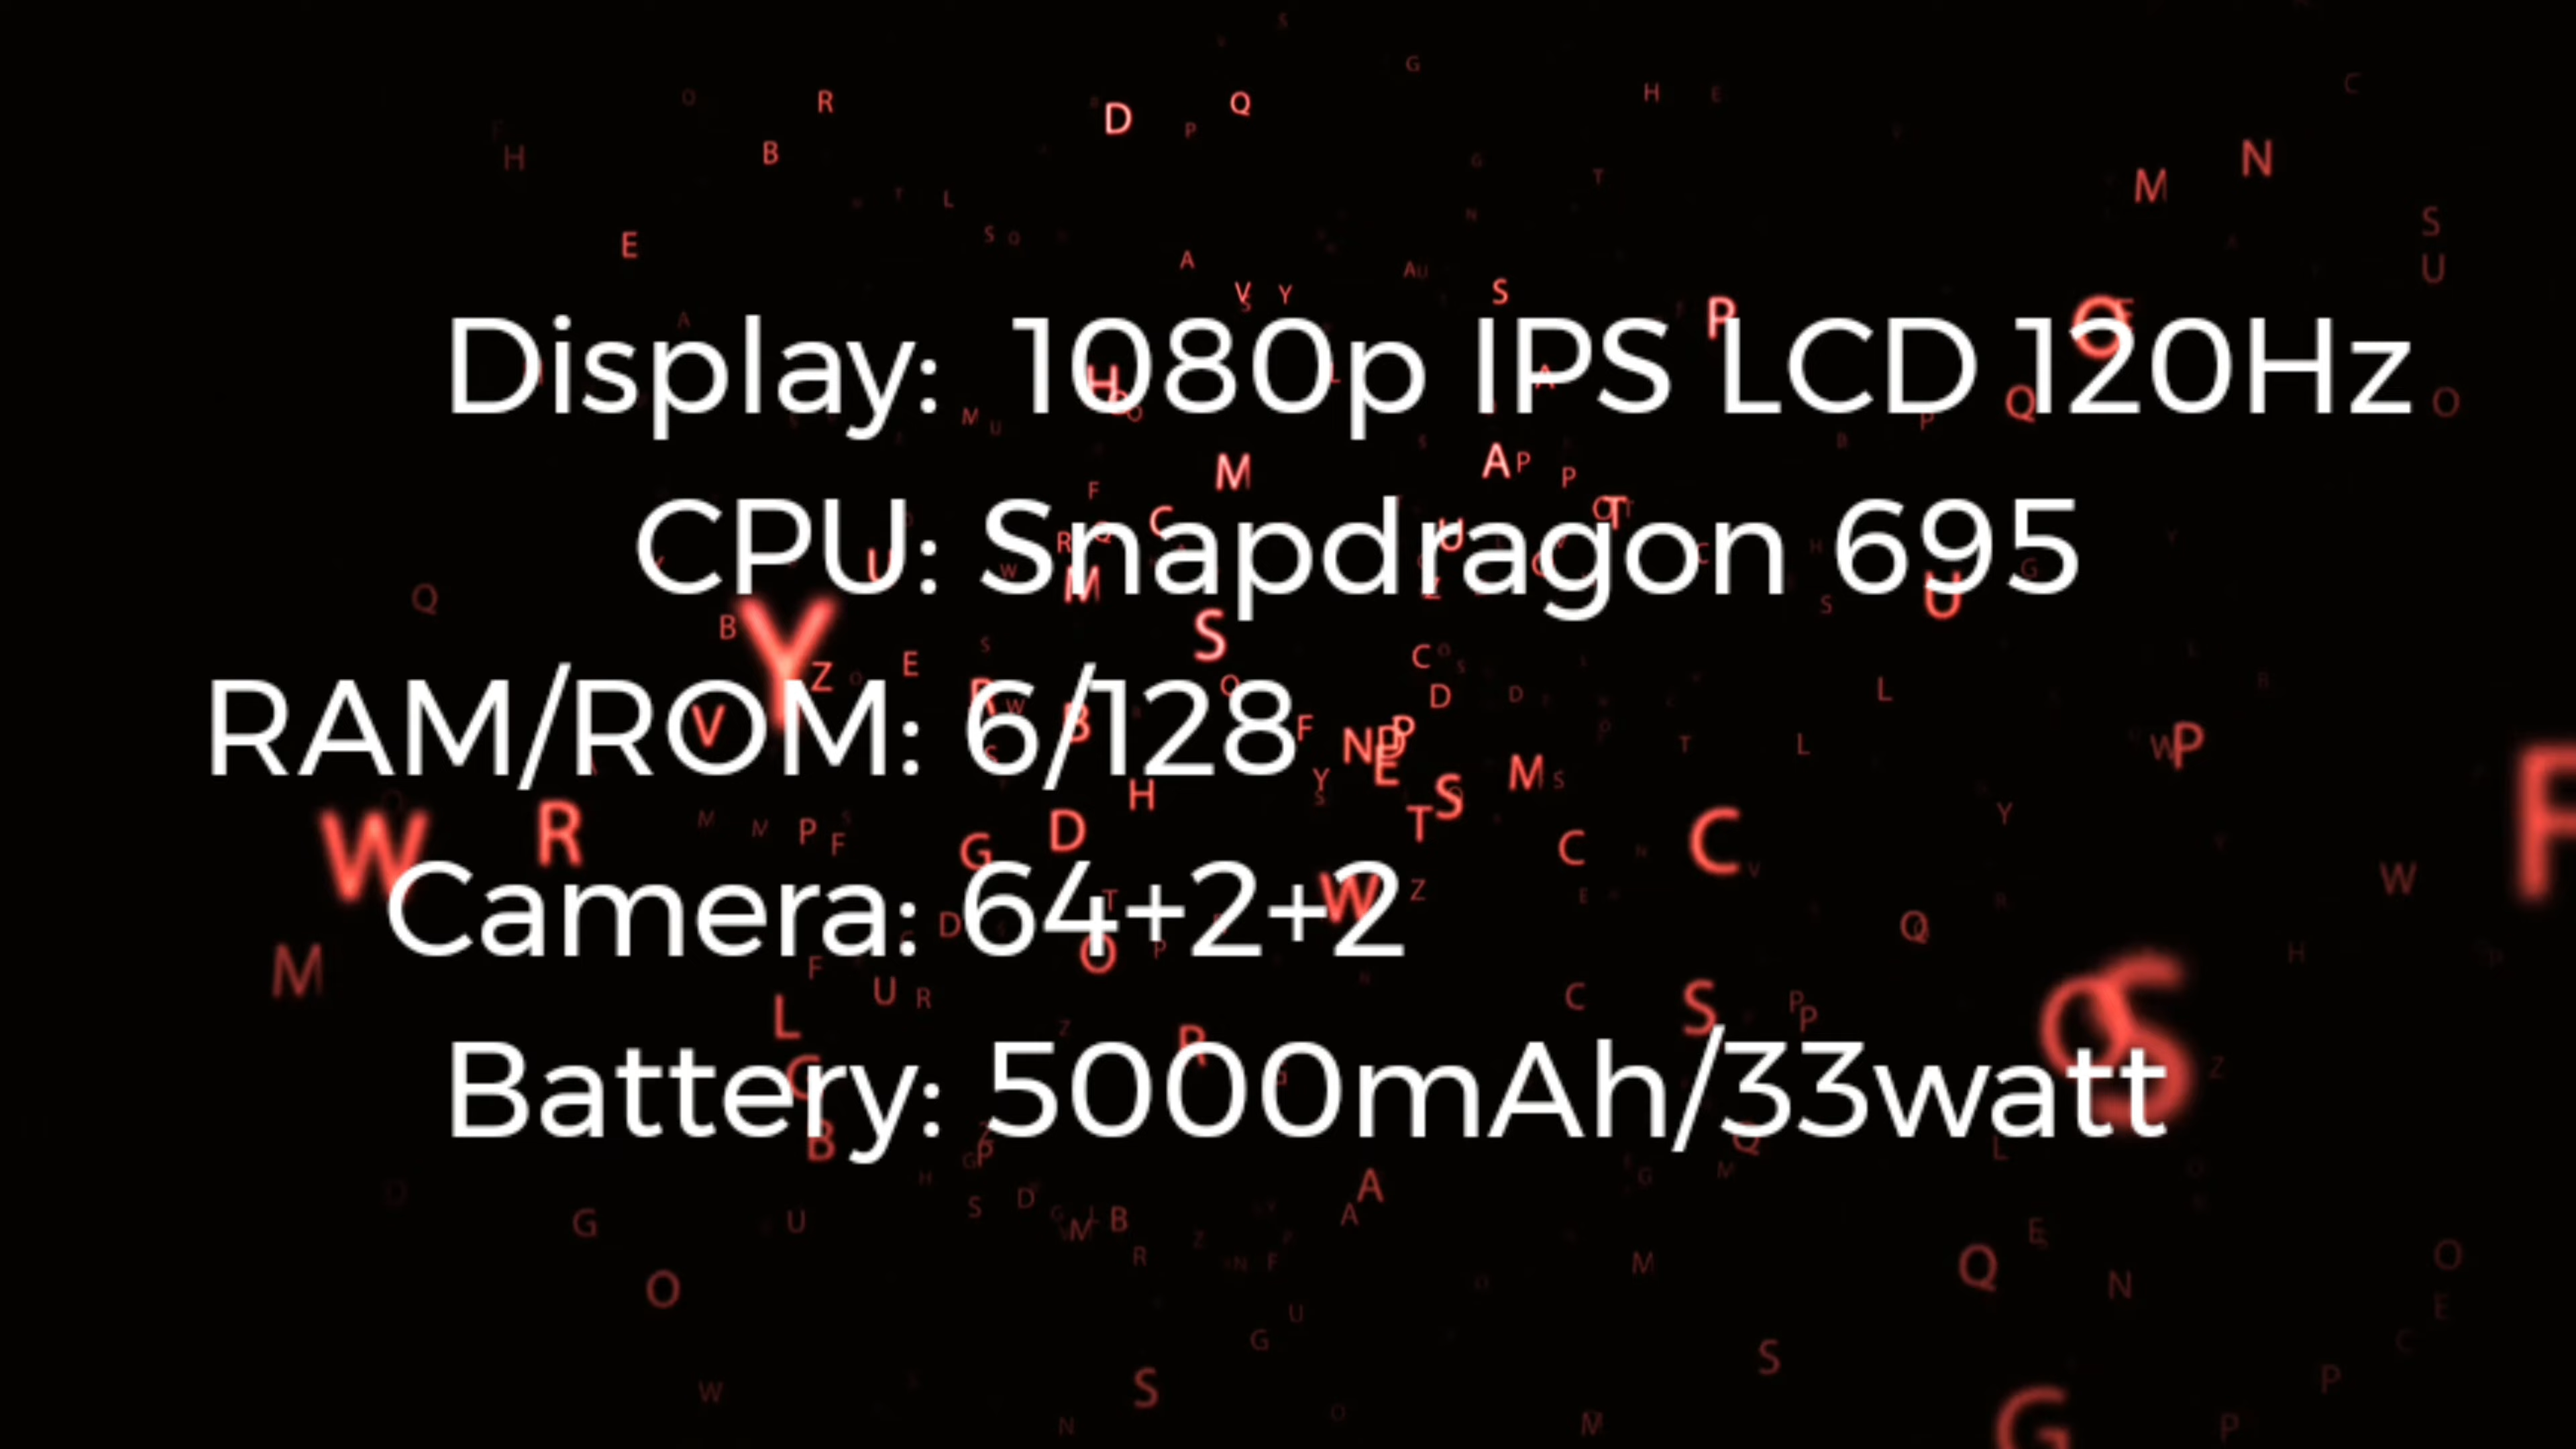 Display: 1080p IPS LCD 120Hz
CPU: Snapdragon 695
RAM/ROM: 6/128
Camera: 64+2+2
Battery: 5000mAh/33watt